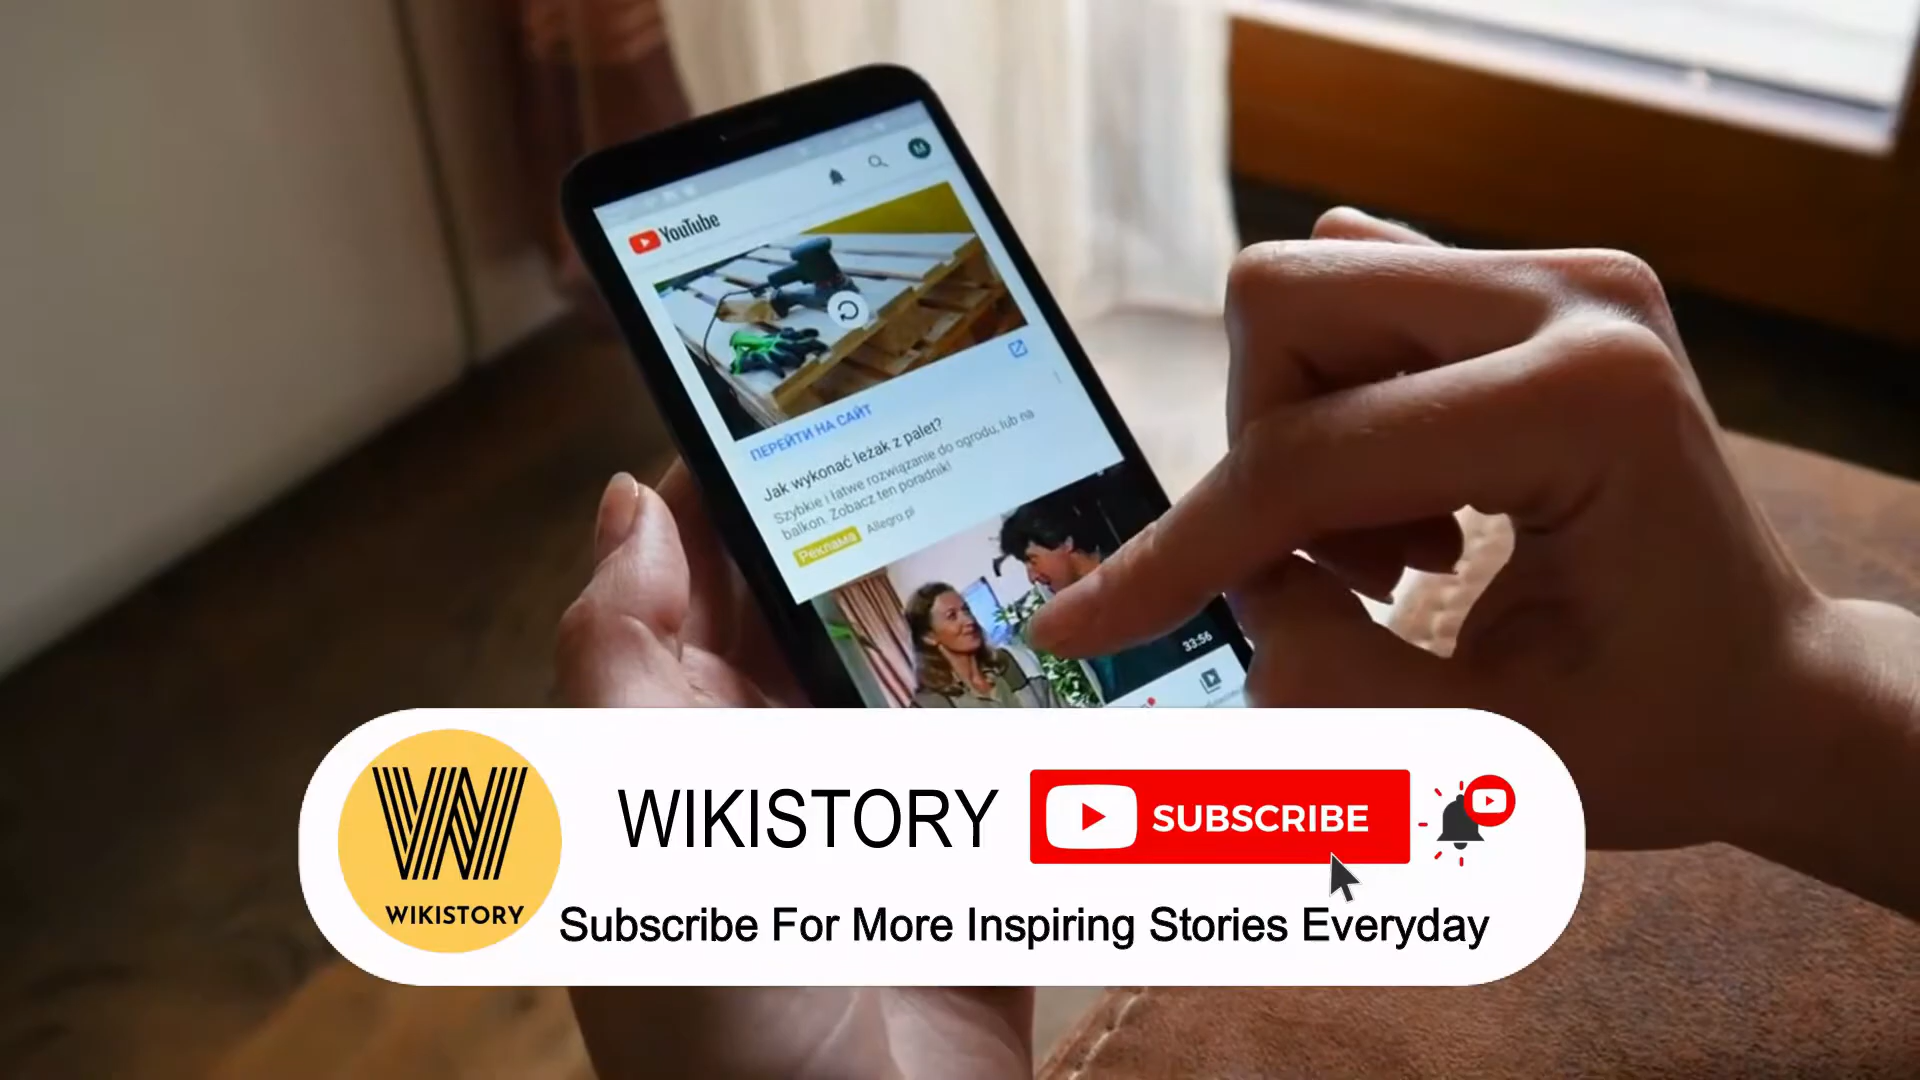 YouTube
ПЕРЕЙТИ НА САЙТ
Jak wykonać leżak z palet?
Szybkie i łatwe rozwiązanie do ogrodu, lub na
balkon. Zobacz ten poradnik!
Реклама Allegro.pl
33:56
WIKISTORY
WIKISTORY
SUBSCRIBE
Subscribe For More Inspiring Stories Everyday